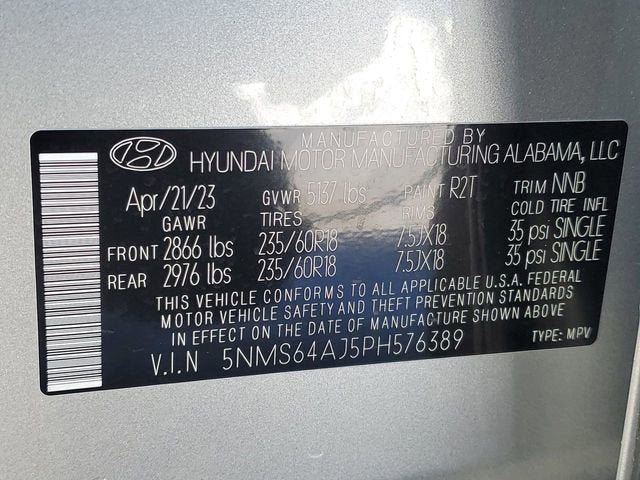 MANUFACTURED BY
HYUNDAI MOTOR MANUFACTURING ALABAMA, LLC
Apr/21/23 GVWR 5137 lbs PAINT R2T TRIM NNB
GAWR TIRES RIMS COLD TIRE INFL
FRONT 2866 lbs 235/60R18 7.5JX18 35 psi SINGLE
REAR 2976 lbs 235/60R18 7.5JX18 35 psi SINGLE
THIS VEHICLE CONFORMS TO ALL APPLICABLE U.S.A. FEDERAL
MOTOR VEHICLE SAFETY AND THEFT PREVENTION STANDARDS
IN EFFECT ON THE DATE OF MANUFACTURE SHOWN ABOVE.
V.I.N 5NMS64AJ5PH576389 TYPE: MPV